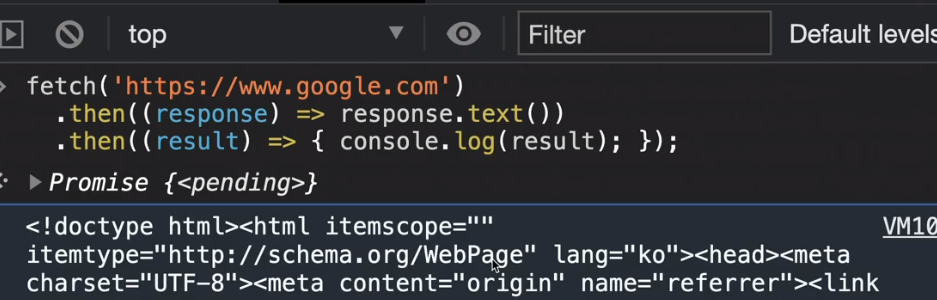 top Filter Default levels
fetch('https://www.google.com')
.then((response) => response.text())
.then((result) => { console.log(result); });
Promise {<pending>}
<!doctype html><html itemscope="" VM10
itemtype="http://schema.org/WebPage" lang="ko"><head><meta
charset="UTF-8"><meta content="origin" name="referrer"><link